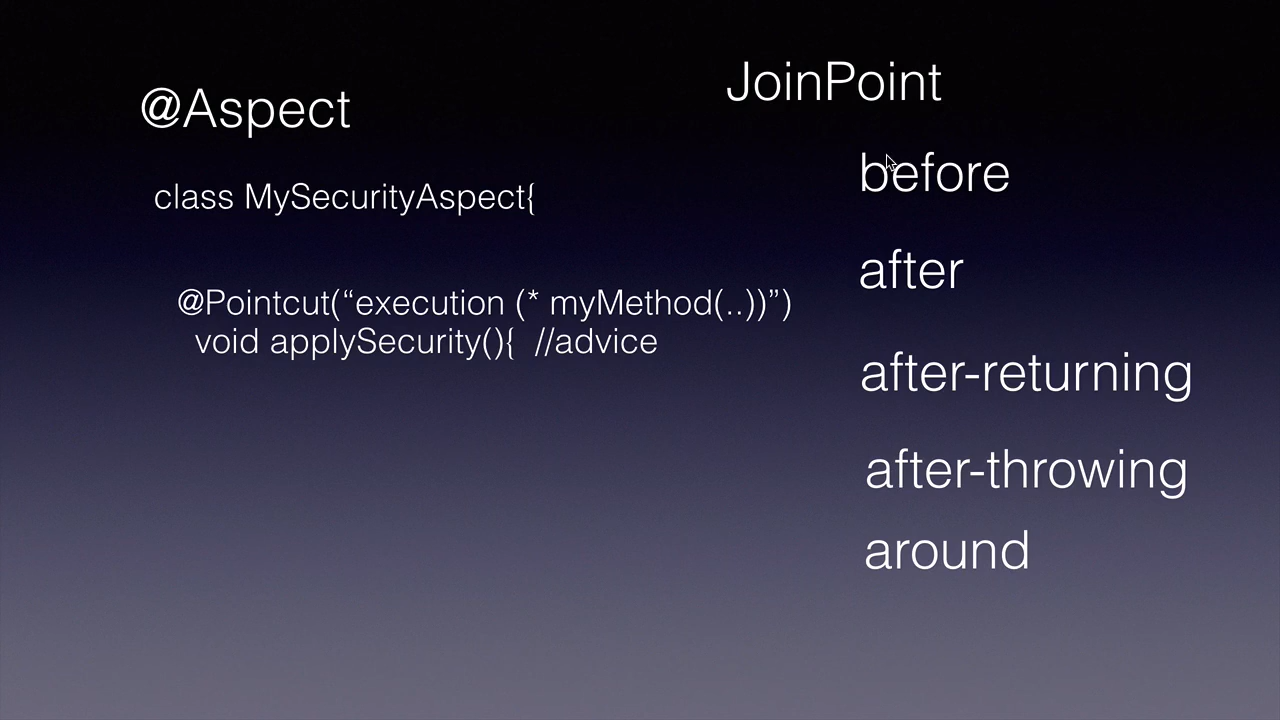 @Aspect
class MySecurityAspect{
@Pointcut(“execution (* myMethod(..))”)
void applySecurity(){  //advice
JoinPoint
before
after
after-returning
after-throwing
around